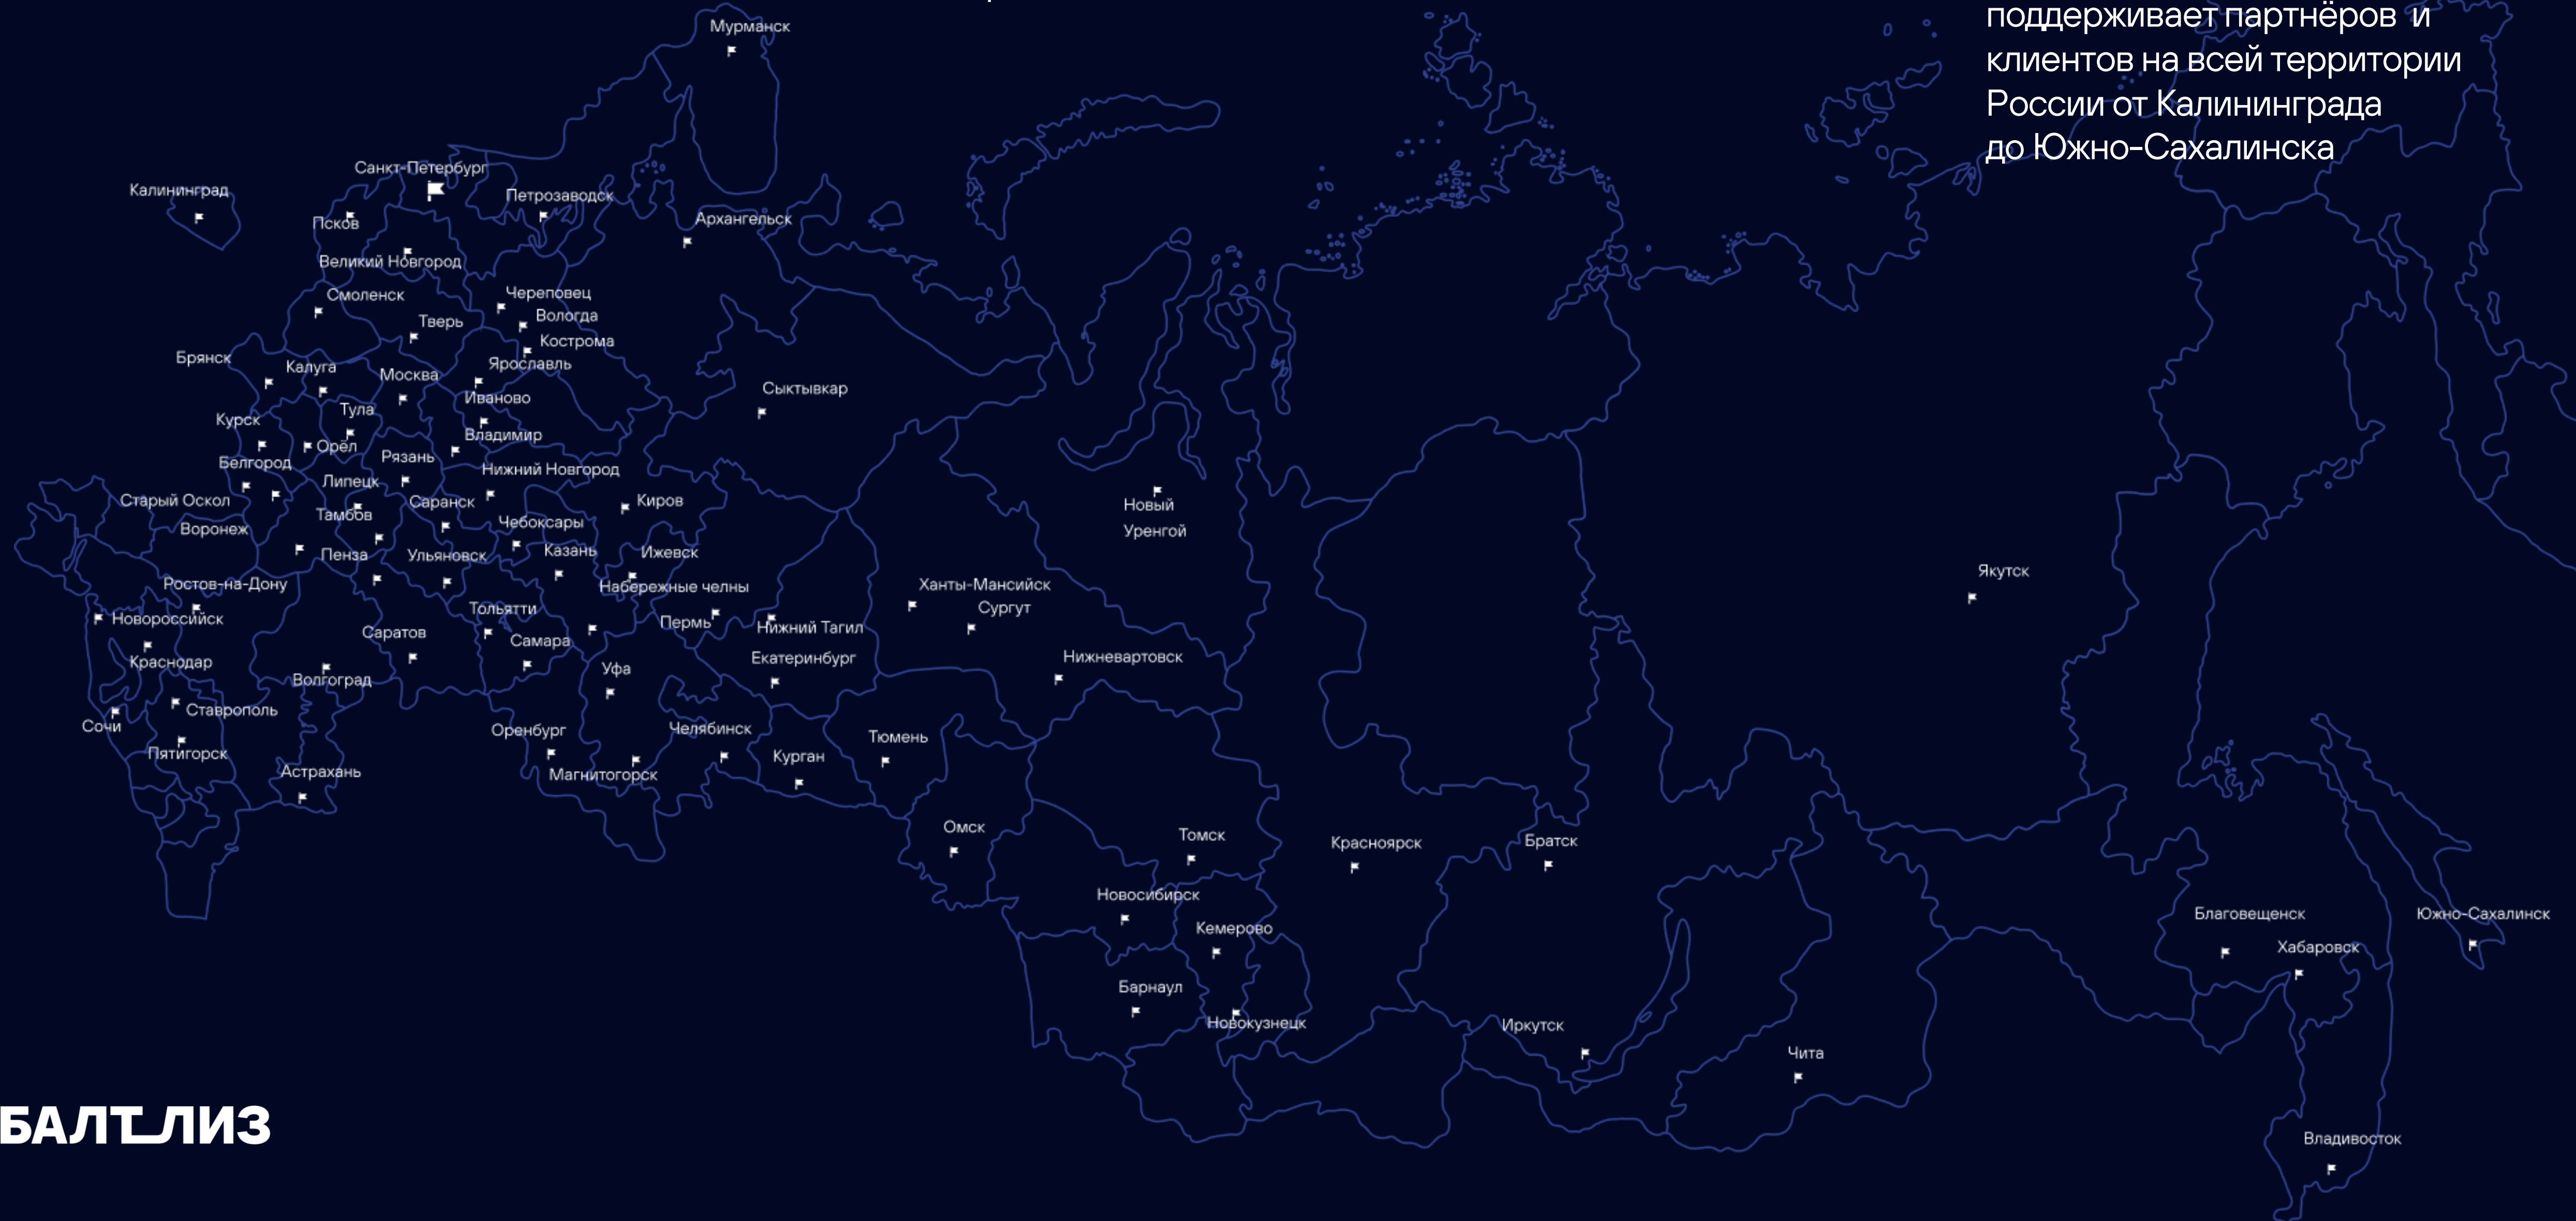 поддерживает партнёров и
клиентов на всей территории
России от Калининграда
до Южно-Сахалинска
Мурманск
Санкт-Петербург
Калининград
Петрозаводск
Псков
Архангельск
Великий Новгород
Смоленск
Череповец
Вологда
Тверь
Кострома
Брянск
Калуга
Москва
Ярославль
Сыктывкар
Иваново
Тула
Курск
Владимир
Орёл
Белгород
Рязань
Нижний Новгород
Липецк
Старый Оскол
Саранск
Киров
Новый
Уренгой
Тамбов
Воронеж
Чебоксары
Пенза
Ульяновск
Казань
Ижевск
Якутск
Ростов-на-Дону
Набережные челны
Ханты-Мансийск
Сургут
Новороссийск
Тольятти
Пермь
Нижний Тагил
Саратов
Самара
Краснодар
Екатеринбург
Нижневартовск
Уфа
Волгоград
Ставрополь
Сочи
Оренбург
Челябинск
Тюмень
Пятигорск
Курган
Астрахань
Магнитогорск
Омск
Томск
Красноярск
Братск
Новосибирск
Кемерово
Благовещенск
Южно-Сахалинск
Хабаровск
Барнаул
Новокузнецк
Иркутск
Чита
БАЛТЛИЗ
Владивосток